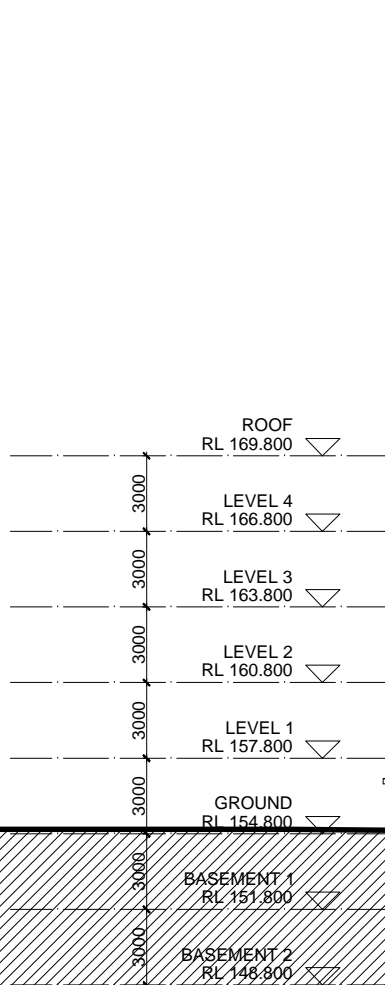 ROOF
RL 169.800
3000
LEVEL 4
RL 166.800
3000
LEVEL 3
RL 163.800
3000
LEVEL 2
RL 160.800
3000
LEVEL 1
RL 157.800
3000
GROUND
RL 154.800
3000
BASEMENT 1
RL 151.800
3000
BASEMENT 2
RL 148.800